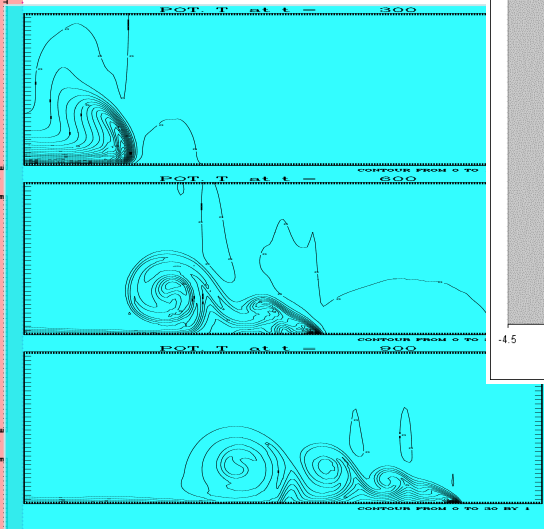 POT. T at t = 300
CONTOUR FROM 0 TO
POT. T at t = 600
CONTOUR FROM 0 TO
-4.5
POT. T at t = 900
CONTOUR FROM 0 TO 30 BY 1